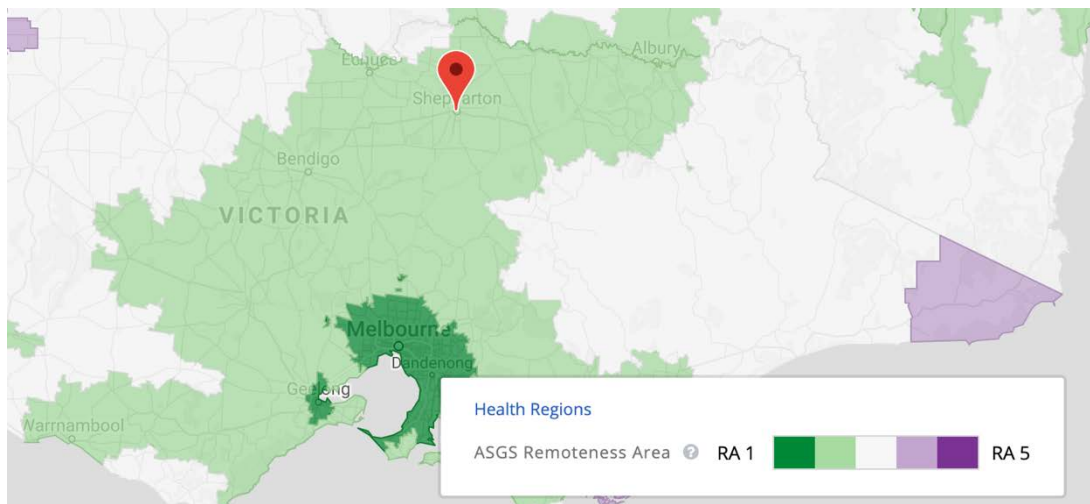 Echuca
Albury
Shepparton
Bendigo
VICTORIA
Melbourne
Dandenong
Geelong
Warrnambool
Health Regions
ASGS Remoteness Area ? RA 1 RA 5